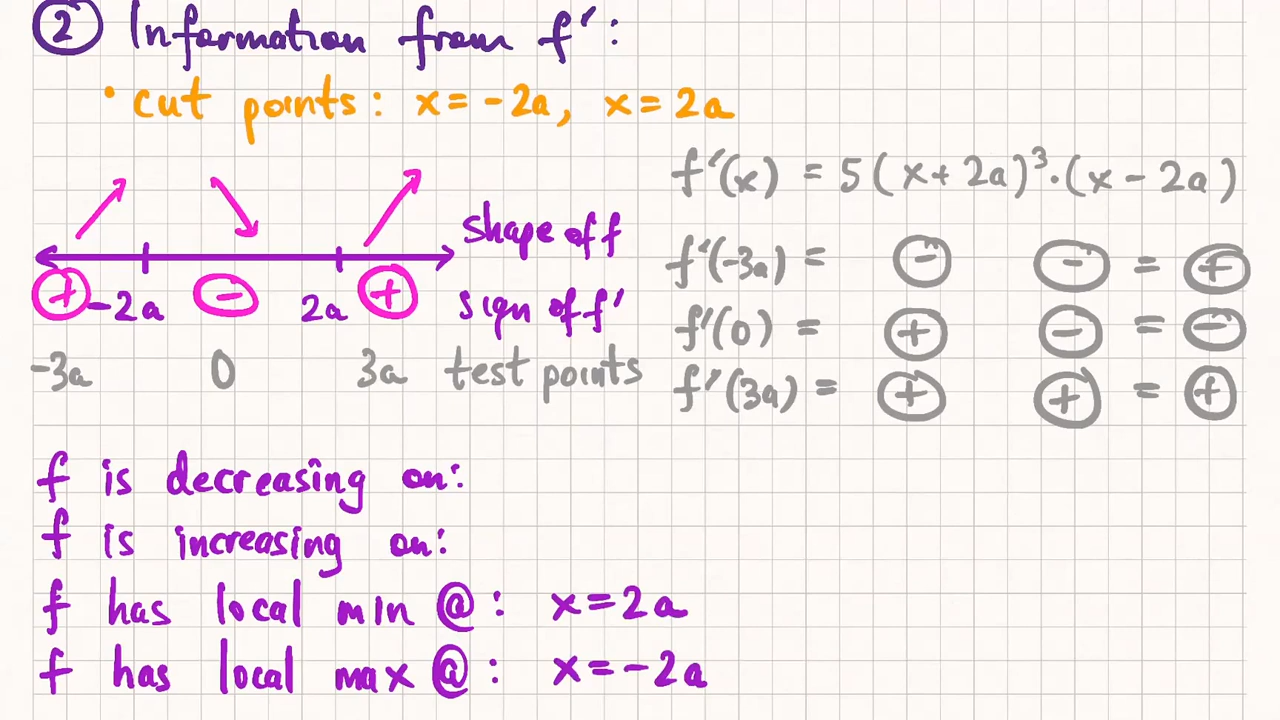 ② Information from f':
• cut points: x = -2a, x = 2a
f'(x) = 5(x + 2a)³·(x - 2a)
shape of f
+ -2a - 2a + sign of f'
-3a 0 3a test points
f'(-3a) = - - = +
f'(0) = + - = -
f'(3a) = + + = +
f is decreasing on:
f is increasing on:
f has local min @: x = 2a
f has local max @: x = -2a